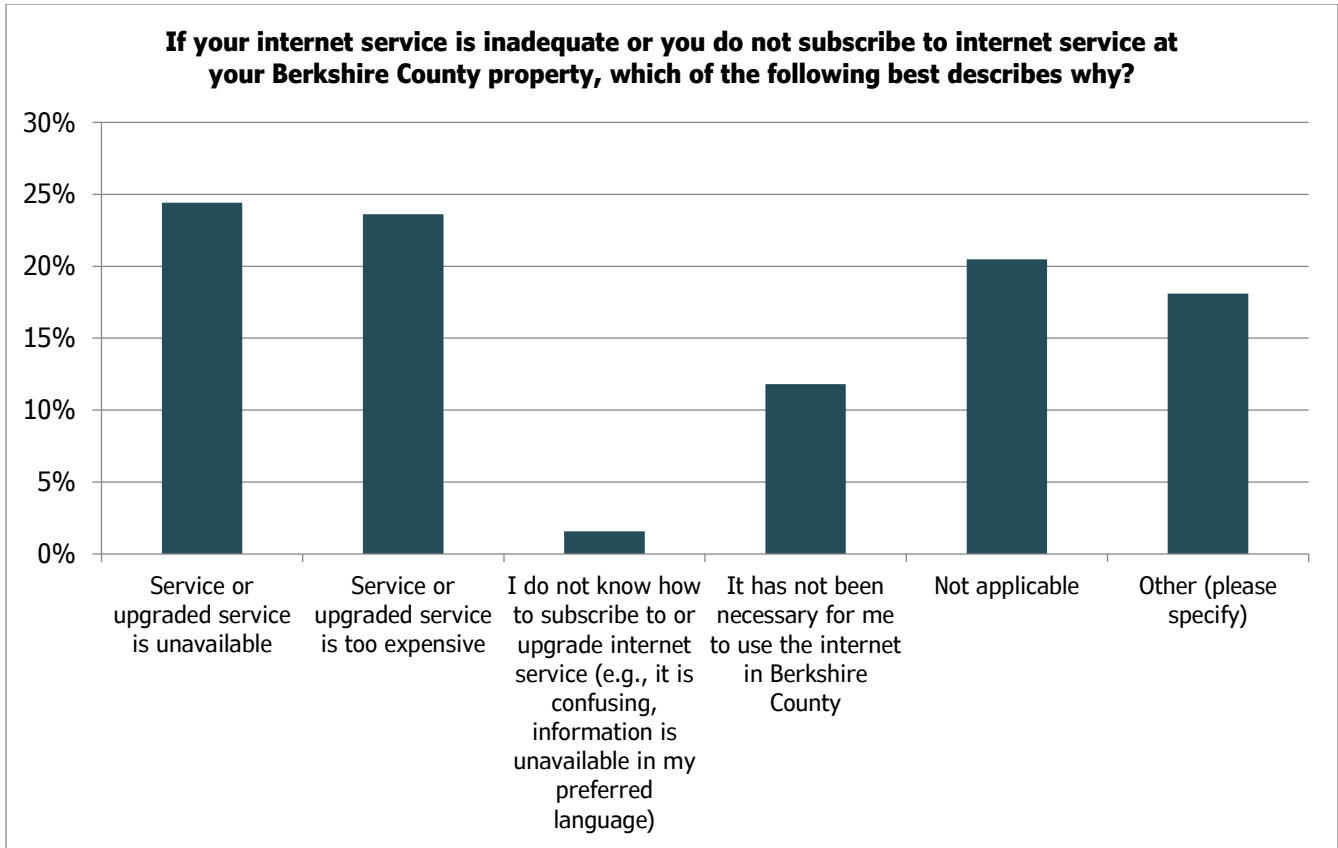 If your internet service is inadequate or you do not subscribe to internet service at
your Berkshire County property, which of the following best describes why?
30%
25%
20%
15%
10%
5%
0%
Service or
upgraded service
is unavailable
Service or
upgraded service
is too expensive
I do not know how
to subscribe to or
upgrade internet
service (e.g., it is
confusing,
information is
unavailable in my
preferred
language)
It has not been
necessary for me
to use the internet
in Berkshire
County
Not applicable
Other (please
specify)